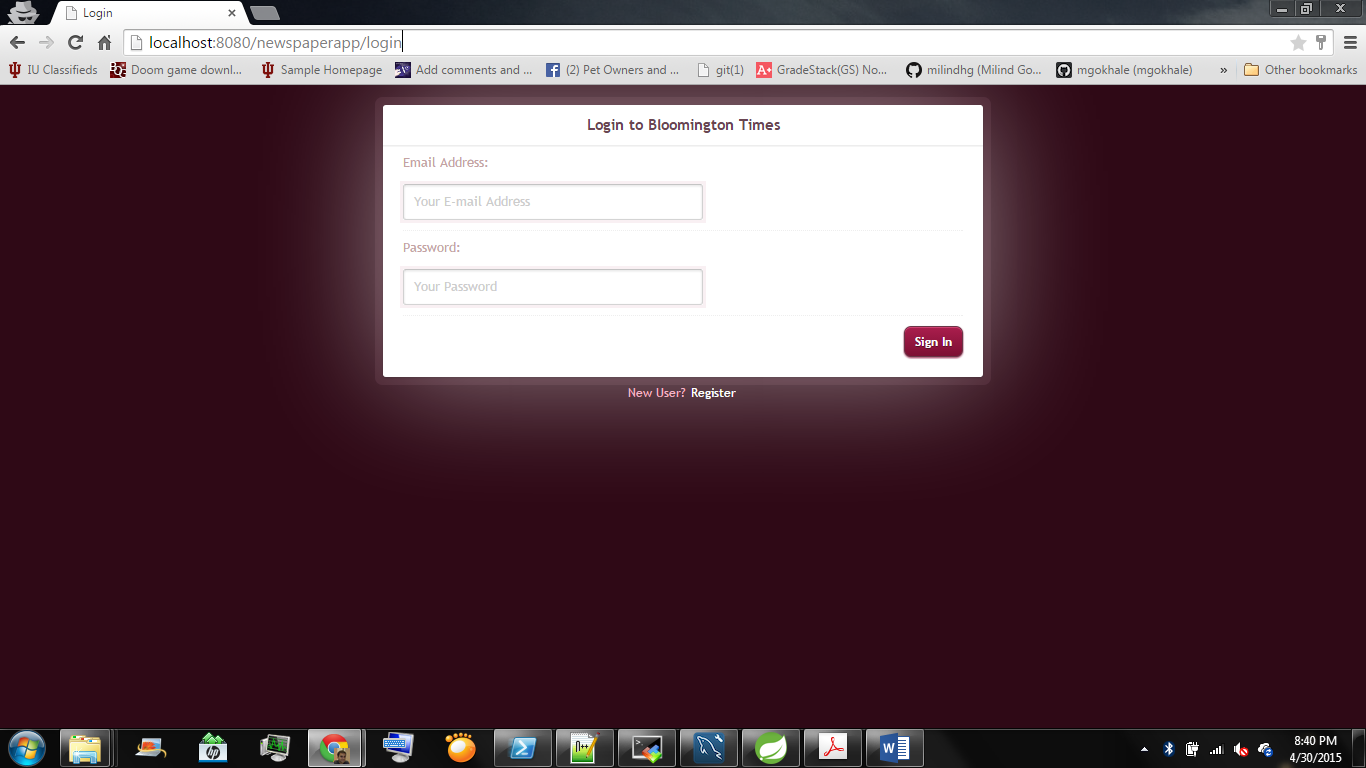 Login
localhost:8080/newspaperapp/login
IU Classifieds
Doom game downl...
Sample Homepage
Add comments and ...
(2) Pet Owners and ...
git(1)
A+ GradeStack(GS) No...
milindhg (Milind Go...
mgokhale (mgokhale)
»
Other bookmarks
Login to Bloomington Times
Email Address:
Your E-mail Address
Password:
Your Password
Sign In
New User? Register
hp
W
8:40 PM
4/30/2015